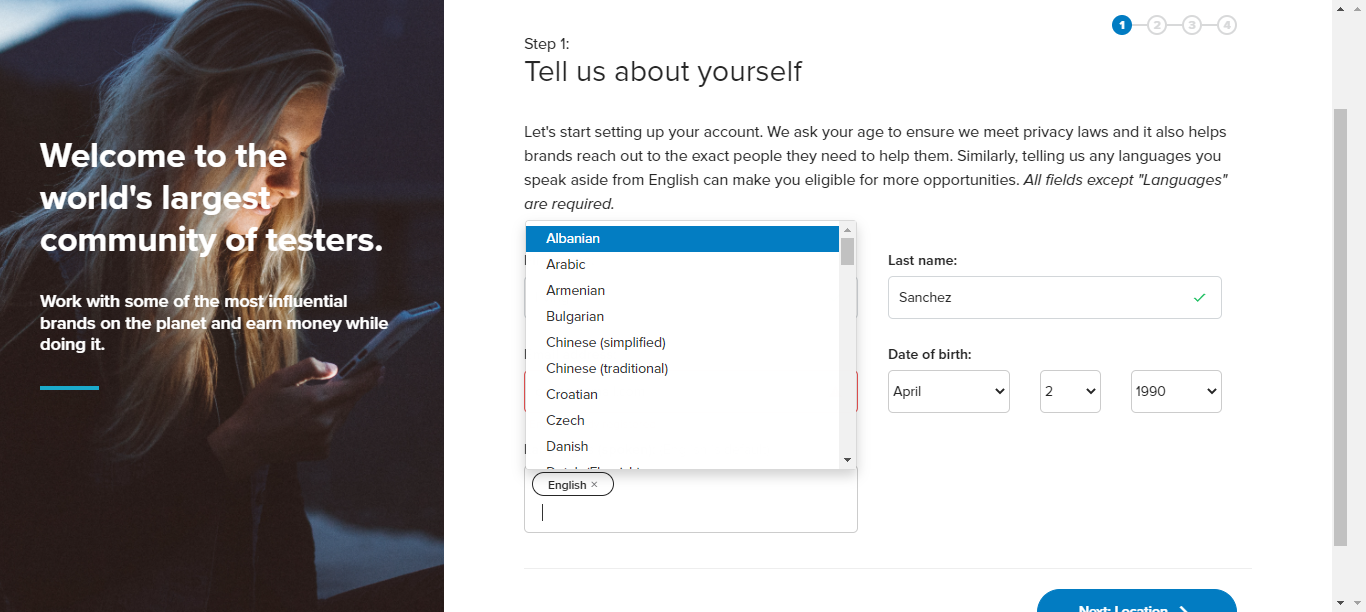 Welcome to the
world's largest
community of testers.
Work with some of the most influential
brands on the planet and earn money while
doing it.
1 2 3 4
Step 1:
Tell us about yourself
Let's start setting up your account. We ask your age to ensure we meet privacy laws and it also helps
brands reach out to the exact people they need to help them. Similarly, telling us any languages you
speak aside from English can make you eligible for more opportunities. All fields except "Languages"
are required.
Albanian
Arabic
Armenian
Bulgarian
Chinese (simplified)
Chinese (traditional)
Croatian
Czech
Danish
English ×
Last name:
Sanchez
Date of birth:
April 2 1990
Next: Location